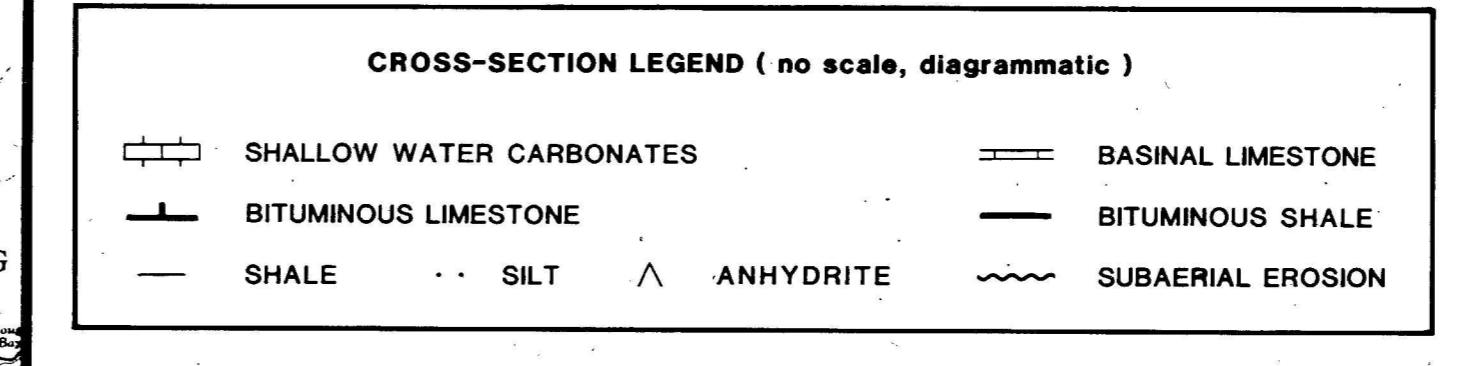 CROSS-SECTION LEGEND ( no scale, diagrammatic )
SHALLOW WATER CARBONATES BASINAL LIMESTONE
BITUMINOUS LIMESTONE BITUMINOUS SHALE
SHALE SILT ANHYDRITE SUBAERIAL EROSION
G
Bay